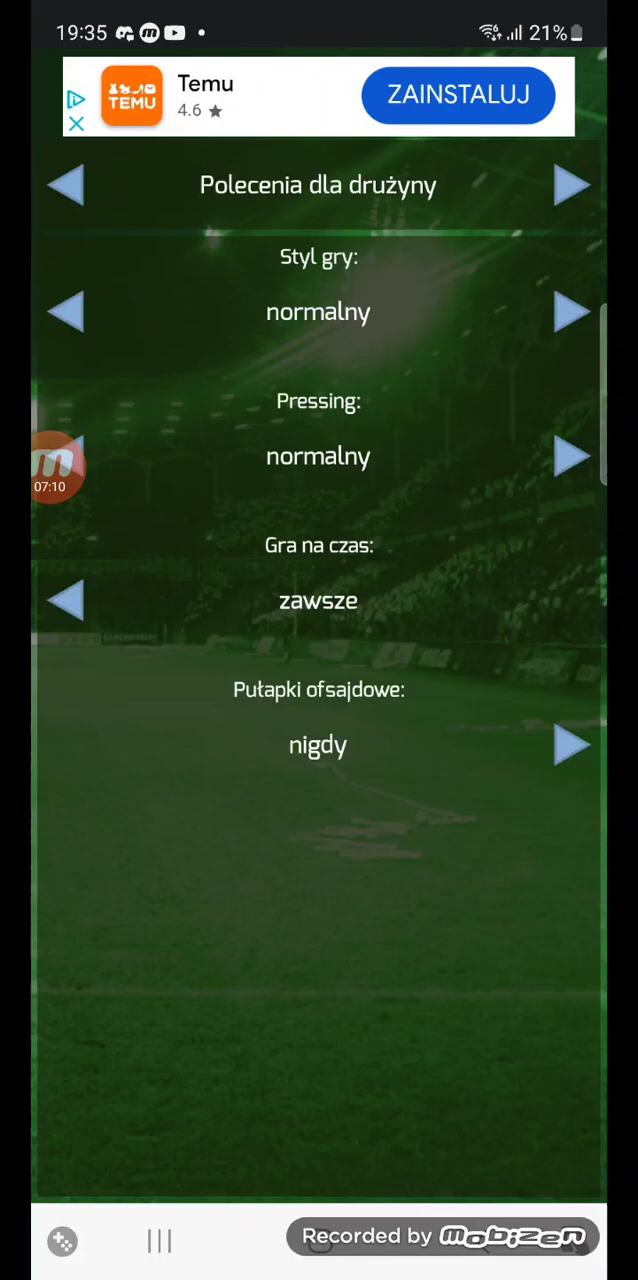 19:35 21%
TEMU
Temu
4.6 ★
ZAINSTALUJ
Polecenia dla drużyny
Styl gry:
normalny
Pressing:
normalny
m
07:10
Gra na czas:
zawsze
Pułapki ofsajdowe:
nigdy
Recorded by mobizen